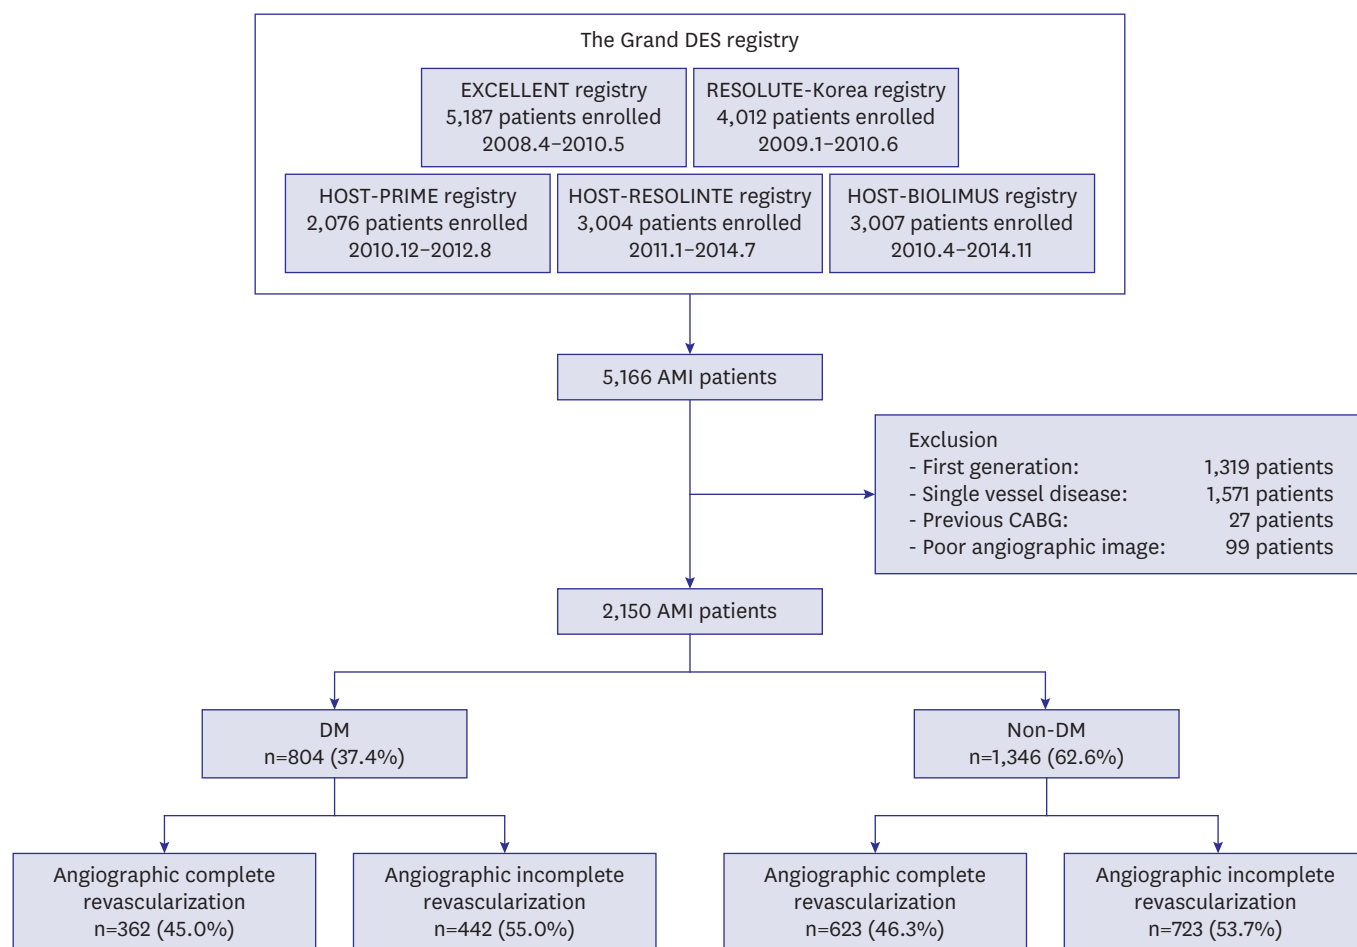 The Grand DES registry
EXCELLENT registry
5,187 patients enrolled
2008.4–2010.5
RESOLUTE-Korea registry
4,012 patients enrolled
2009.1–2010.6
HOST-PRIME registry
2,076 patients enrolled
2010.12–2012.8
HOST-RESOLINTE registry
3,004 patients enrolled
2011.1–2014.7
HOST-BIOLIMUS registry
3,007 patients enrolled
2010.4–2014.11
5,166 AMI patients
Exclusion
- First generation: 1,319 patients
- Single vessel disease: 1,571 patients
- Previous CABG: 27 patients
- Poor angiographic image: 99 patients
2,150 AMI patients
DM
n=804 (37.4%)
Non-DM
n=1,346 (62.6%)
Angiographic complete
revascularization
n=362 (45.0%)
Angiographic incomplete
revascularization
n=442 (55.0%)
Angiographic complete
revascularization
n=623 (46.3%)
Angiographic incomplete
revascularization
n=723 (53.7%)